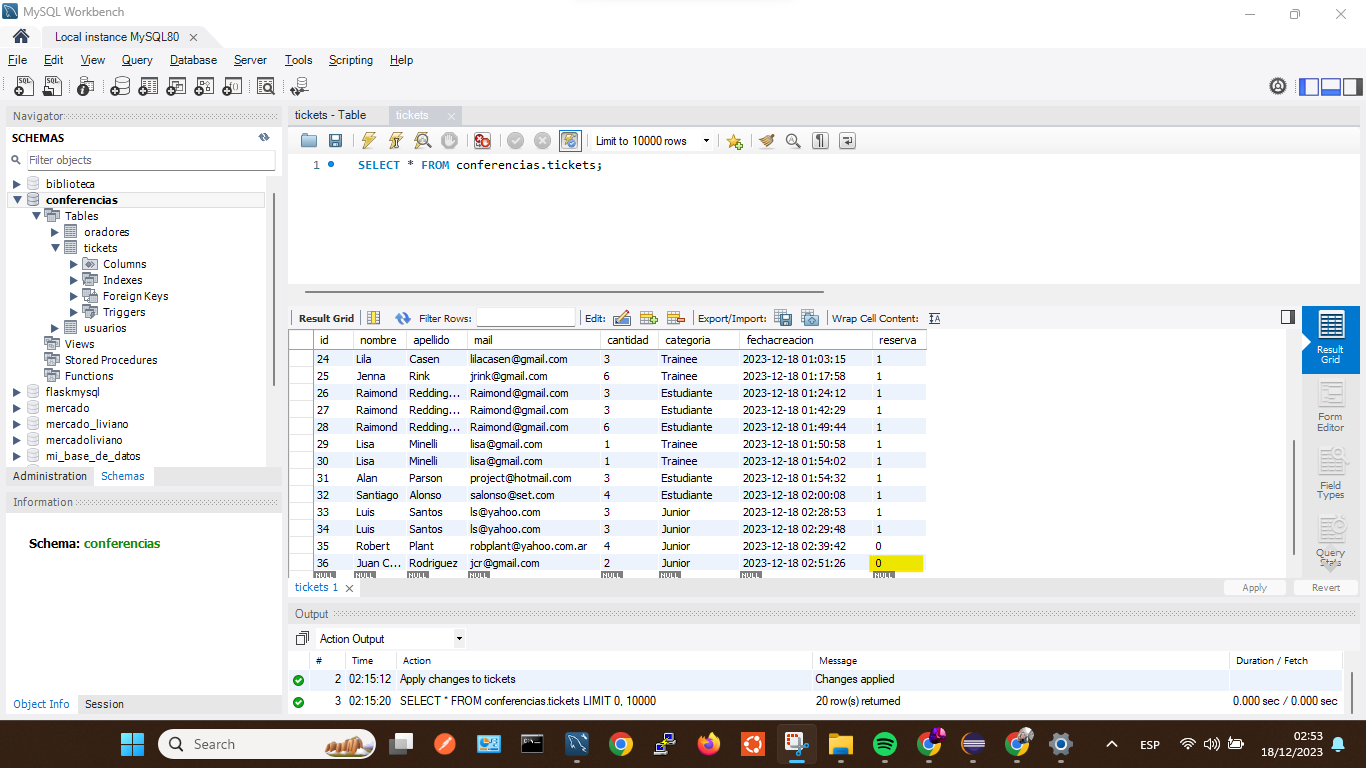 MySQL Workbench
Local instance MySQL80
File Edit View Query Database Server Tools Scripting Help
Navigator
SCHEMAS
Filter objects
biblioteca
conferencias
Tables
oradores
tickets
Columns
Indexes
Foreign Keys
Triggers
usuarios
Views
Stored Procedures
Functions
flaskmysql
mercado
mercado_liviano
mercadoliviano
mi_base_de_datos
Administration Schemas
Information
Schema: conferencias
Object Info Session
tickets - Table tickets
Limit to 10000 rows
1 SELECT * FROM conferencias.tickets;
Result Grid Filter Rows: Edit: Export/Import: Wrap Cell Content:
id nombre apellido mail cantidad categoria fechacreacion reserva
24 Lila Casen lilacasen@gmail.com 3 Trainee 2023-12-18 01:03:15 1
25 Jenna Rink jrink@gmail.com 6 Trainee 2023-12-18 01:17:58 1
26 Raimond Redding... Raimond@gmail.com 3 Estudiante 2023-12-18 01:24:12 1
27 Raimond Redding... Raimond@gmail.com 3 Estudiante 2023-12-18 01:42:29 1
28 Raimond Redding... Raimond@gmail.com 6 Estudiante 2023-12-18 01:49:44 1
29 Lisa Minelli lisa@gmail.com 1 Trainee 2023-12-18 01:50:58 1
30 Lisa Minelli lisa@gmail.com 1 Trainee 2023-12-18 01:54:02 1
31 Alan Parson project@hotmail.com 3 Estudiante 2023-12-18 01:54:32 1
32 Santiago Alonso salonso@set.com 4 Estudiante 2023-12-18 02:00:08 1
33 Luis Santos ls@yahoo.com 3 Junior 2023-12-18 02:28:53 1
34 Luis Santos ls@yahoo.com 3 Junior 2023-12-18 02:29:48 1
35 Robert Plant robplant@yahoo.com.ar 4 Junior 2023-12-18 02:39:42 0
36 Juan C... Rodriguez jcr@gmail.com 2 Junior 2023-12-18 02:51:26 0
NULL NULL NULL NULL NULL NULL NULL NULL
Result
Grid
Form
Editor
Field
Types
Query
Stats
tickets 1
Apply Revert
Output
Action Output
# Time Action Message Duration / Fetch
2 02:15:12 Apply changes to tickets Changes applied
3 02:15:20 SELECT * FROM conferencias.tickets LIMIT 0, 10000 20 row(s) returned 0.000 sec / 0.000 sec
Search
ESP
02:53
18/12/2023